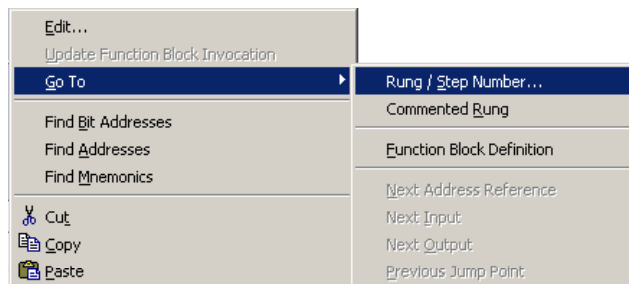 Edit...
Update Function Block Invocation
Go To
Find Bit Addresses
Find Addresses
Find Mnemonics
Cut
Copy
Paste
Rung / Step Number...
Commented Rung
Function Block Definition
Next Address Reference
Next Input
Next Output
Previous Jump Point